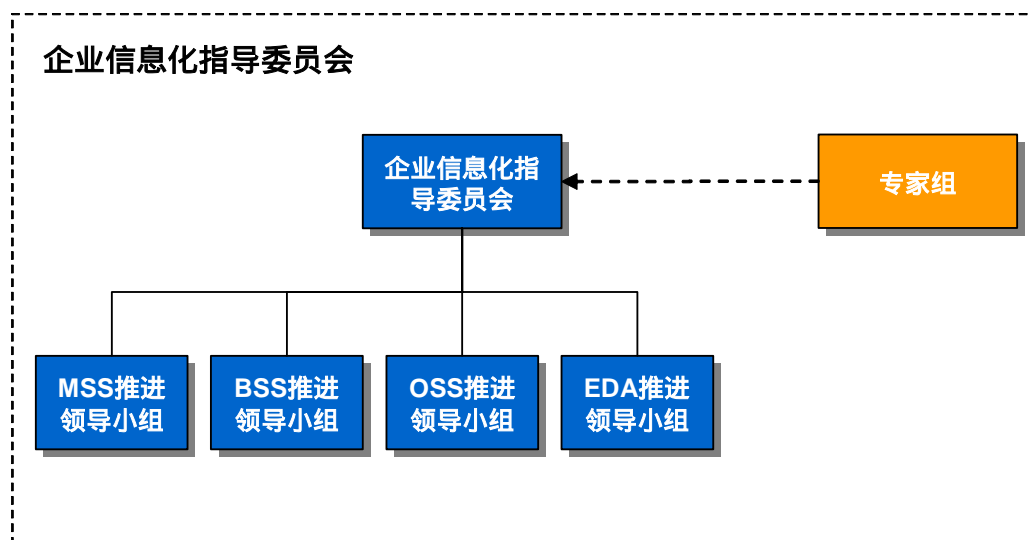 企业信息化指导委员会
企业信息化指
导委员会
专家组
MSS推进
领导小组
BSS推进
领导小组
OSS推进
领导小组
EDA推进
领导小组